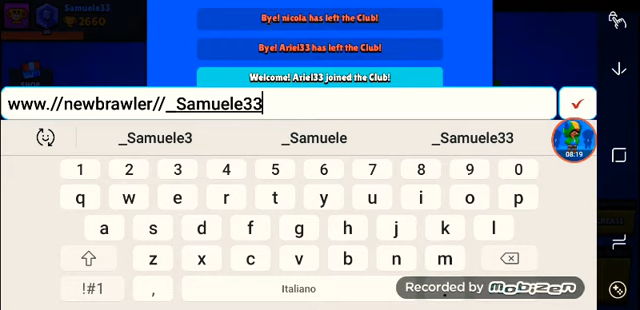 2660
Bye! nicola has left the Club!
Bye! Ariel33 has left the Club!
Welcome! Ariel33 joined the Club!
SHOP
www.//newbrawler//_Samuele33
_Samuele3 _Samuele _Samuele33
08:19
1 2 3 4 5 6 7 8 9 0
q w e r t y u i o p
a s d f g h j k l
z x c v b n m
!#1 , Italiano .
Recorded by Mobizen